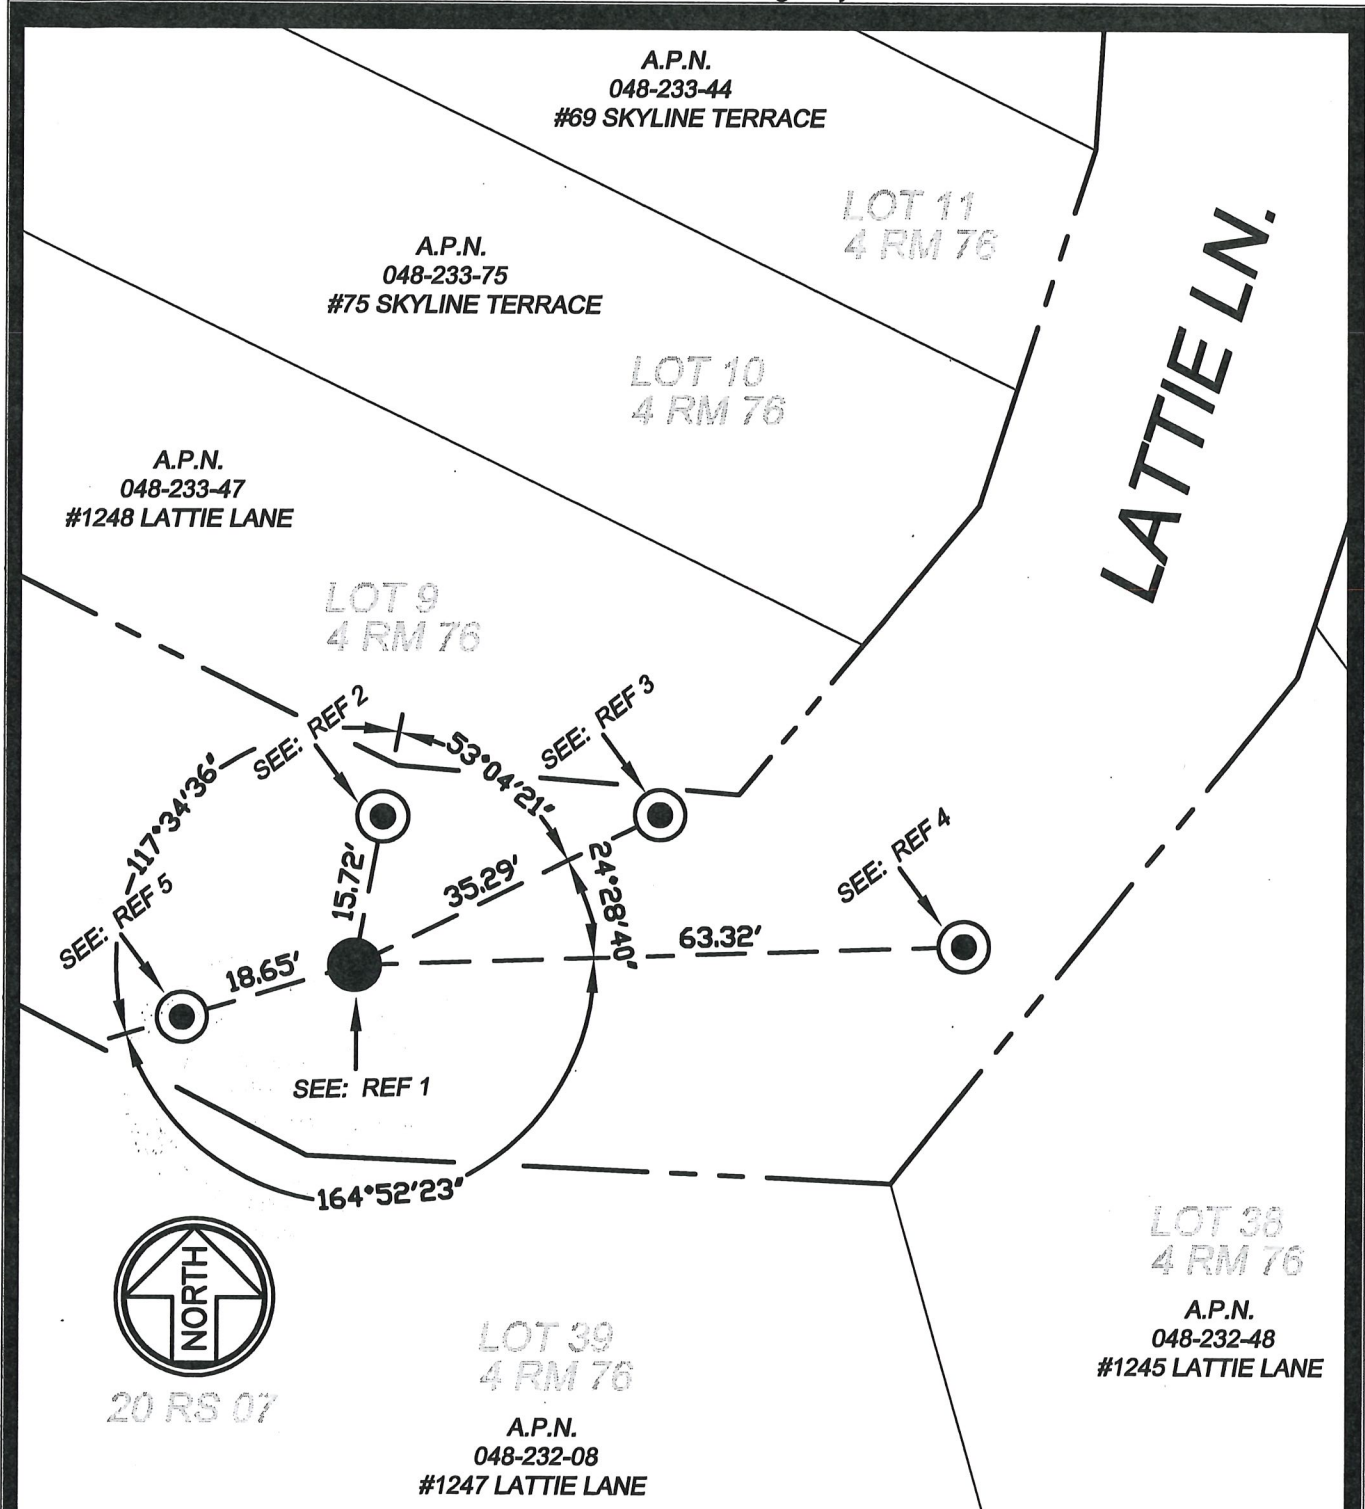 A.P.N.
048-233-44
#69 SKYLINE TERRACE
LOT 11
4 RM 76
LATTIE LN.
A.P.N.
048-233-75
#75 SKYLINE TERRACE
LOT 10
4 RM 76
A.P.N.
048-233-47
#1248 LATTIE LANE
LOT 9
4 RM 76
SEE: REF 2
SEE: REF 3
53°04'21"
117°34'36"
24°28'40"
SEE: REF 4
15.72'
35.29'
63.32'
SEE: REF 5
18.65'
SEE: REF 1
164°52'23"
NORTH
20 RS 07
LOT 38
4 RM 76
A.P.N.
048-232-48
#1245 LATTIE LANE
LOT 39
4 RM 76
A.P.N.
048-232-08
#1247 LATTIE LANE